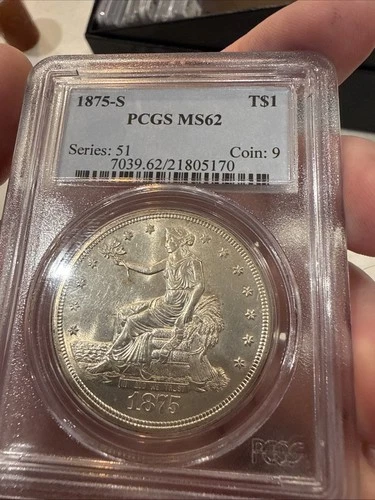 1875-S T$1
PCGS MS62
Series: 51 Coin: 9
7039.62/21805170
1875
PCGS